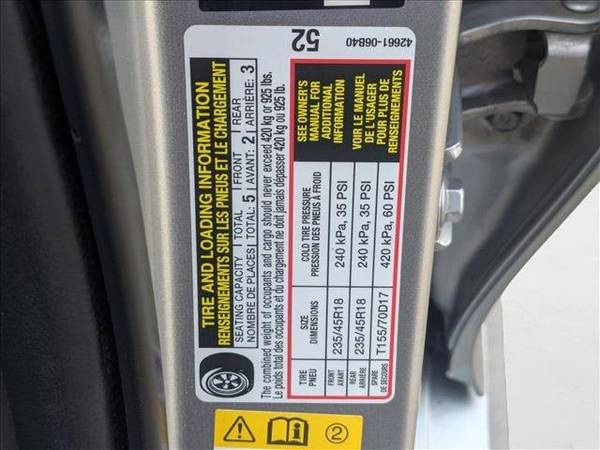 TIRE AND LOADING INFORMATION
RENSEIGNEMENTS SUR LES PNEUS ET LE CHARGEMENT
SEATING CAPACITY | TOTAL | FRONT | REAR
NOMBRE DE PLACES | TOTAL: 5 | AVANT: 2 | ARRIÈRE: 3
The combined weight of occupants and cargo should never exceed 420 kg or 925 lbs.
Le poids total des occupants et du chargement ne doit jamais dépasser 420 kg ou 925 lb.
TIRE SIZE COLD TIRE PRESSURE
PNEU DIMENSIONS PRESSION DES PNEUS À FROID
FRONT
AVANT 235/45R18 240 kPa, 35 PSI
REAR
ARRIÈRE 235/45R18 240 kPa, 35 PSI
SPARE
DE SECOURS T155/70D17 420 kPa, 60 PSI
SEE OWNER'S
MANUAL FOR
ADDITIONAL
INFORMATION
VOIR LE MANUEL
DE L'USAGER
POUR PLUS DE
RENSEIGNEMENTS
52
42661-06B40
2